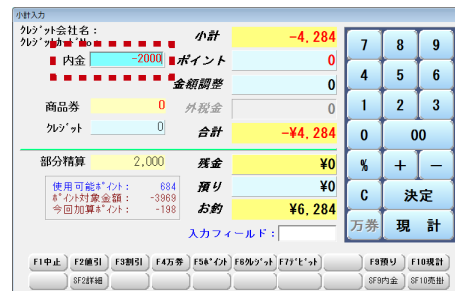 小計入力
ｸﾚｼﾞｯﾄ会社名：
ｸﾚｼﾞｯﾄｶｰﾄﾞNo
小計 -4,284
内金 -2000
ポイント 0
金額調整 0
商品券 0
外税金 0
ｸﾚｼﾞｯﾄ 0
合計 -¥4,284
部分精算 2,000
残金 ¥0
使用可能ﾎﾟｲﾝﾄ： 684
ﾎﾟｲﾝﾄ対象金額： -3969
今回加算ﾎﾟｲﾝﾄ： -198
預り ¥0
お釣 ¥6,284
入力フィールド：
7 8 9
4 5 6
1 2 3
0 00
% + −
C 決定
万券 現計
F1中止 F2値引 F3割引 F4万券 F5ﾎﾟｲﾝﾄ F6ｸﾚｼﾞｯﾄ F7ﾃﾞﾋﾞｯﾄ F9預り F10現計
SF2詳細 SF9内金 SF10売掛